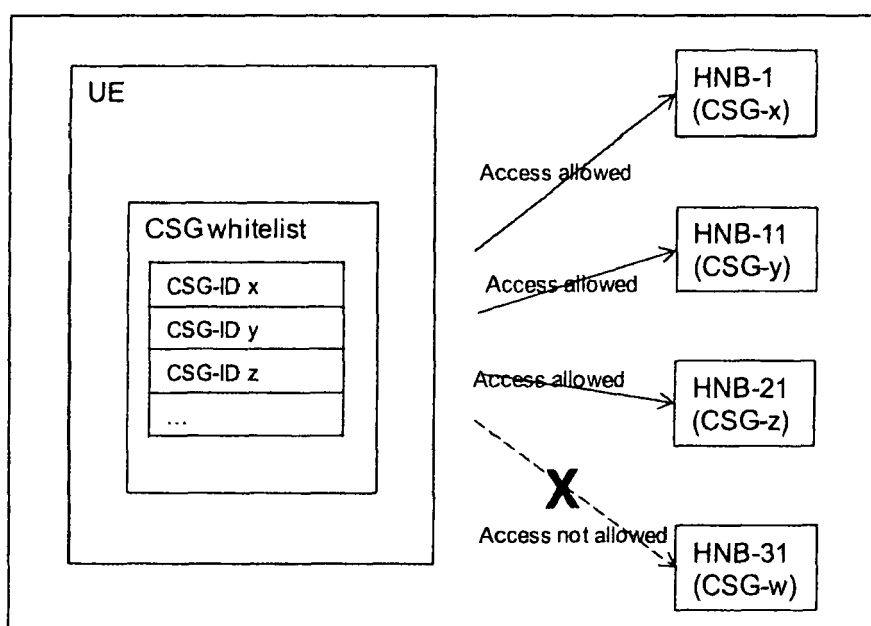 UE
CSG whitelist
CSG-ID x
CSG-ID y
CSG-ID z
...
Access allowed
HNB-1
(CSG-x)
Access allowed
HNB-11
(CSG-y)
Access allowed
HNB-21
(CSG-z)
X
Access not allowed
HNB-31
(CSG-w)